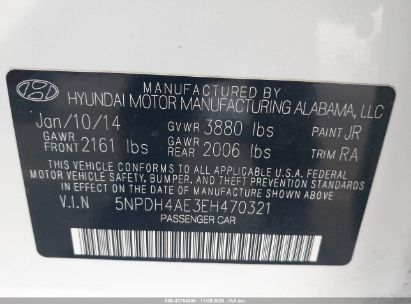 MANUFACTURED BY
HYUNDAI MOTOR MANUFACTURING ALABAMA, LLC
Jan/10/14 GVWR 3880 lbs PAINT JR
GAWR FRONT 2161 lbs GAWR REAR 2006 lbs TRIM RA
THIS VEHICLE CONFORMS TO ALL APPLICABLE U.S.A. FEDERAL
MOTOR VEHICLE SAFETY, BUMPER, AND THEFT PREVENTION
STANDARDS IN EFFECT ON THE DATE OF MANUFACTURE SHOWN ABOVE.
V.I.N 5NPDH4AE3EH470321
PASSENGER CAR